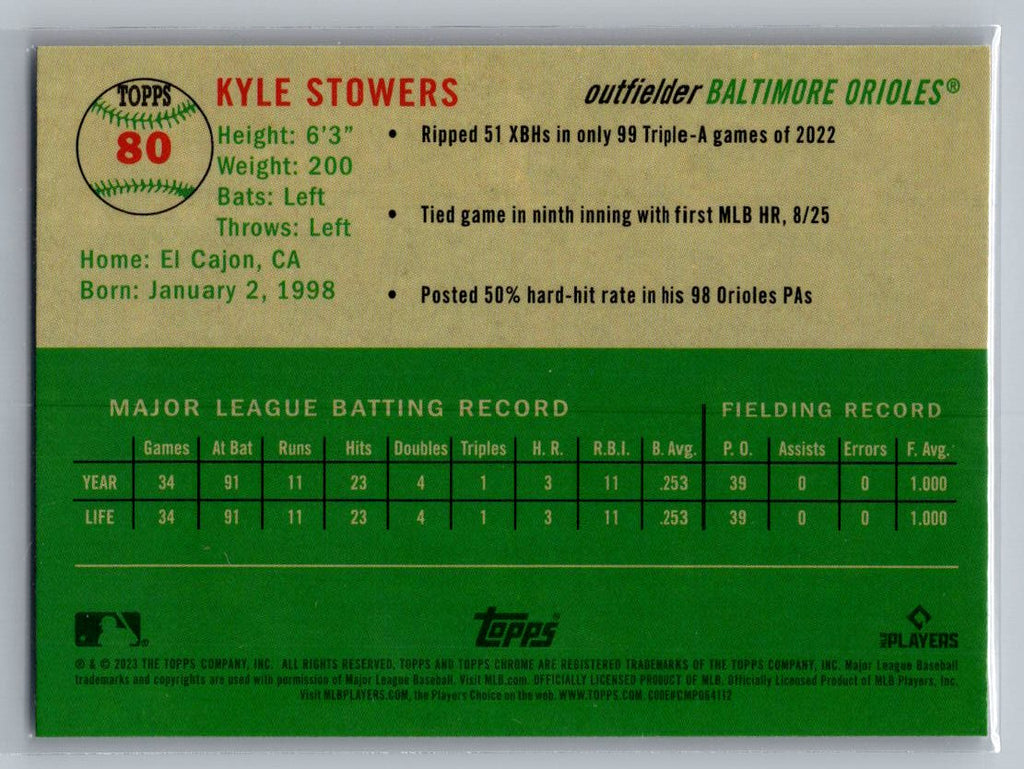 TOPPS
80
KYLE STOWERS
outfielder BALTIMORE ORIOLES®
Height: 6'3"
Weight: 200
Bats: Left
Throws: Left
Home: El Cajon, CA
Born: January 2, 1998
• Ripped 51 XBHs in only 99 Triple-A games of 2022
• Tied game in ninth inning with first MLB HR, 8/25
• Posted 50% hard-hit rate in his 98 Orioles PAs
MAJOR LEAGUE BATTING RECORD FIELDING RECORD
Games At Bat Runs Hits Doubles Triples H. R. R.B.I. B. Avg. P. O. Assists Errors F. Avg.
YEAR 34 91 11 23 4 1 3 11 .253 39 0 0 1.000
LIFE 34 91 11 23 4 1 3 11 .253 39 0 0 1.000
topps
MLB PLAYERS
® & © 2023 THE TOPPS COMPANY, INC. ALL RIGHTS RESERVED. TOPPS AND TOPPS CHROME ARE REGISTERED TRADEMARKS OF THE TOPPS COMPANY, INC. Major League Baseball
trademarks and copyrights are used with permission of Major League Baseball. Visit MLB.com. OFFICIALLY LICENSED PRODUCT OF MLB. Officially Licensed Product of MLB Players, Inc.
Visit MLBPLAYERS.COM, the Players Choice on the web. WWW.TOPPS.COM CODE#CMP064112